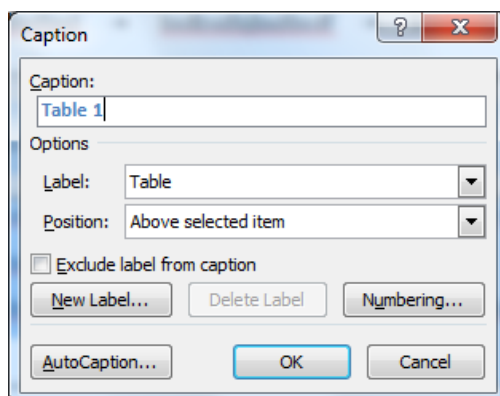 Caption
Caption:
Table 1
Options
Label: Table
Position: Above selected item
Exclude label from caption
New Label... Delete Label Numbering...
AutoCaption... OK Cancel